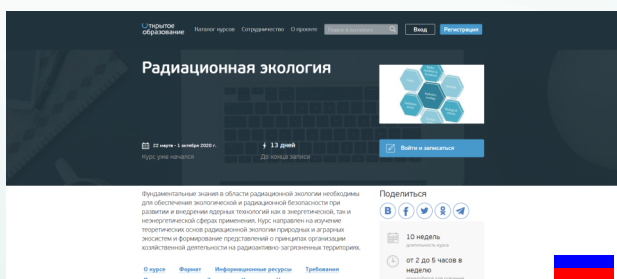 Открытое
образование
Каталог курсов Сотрудничество О проекте
Вход Регистрация
Радиационная экология
22 марта - 1 октября 2020 г.
Курс уже начался
13 дней
До конца записи
Войти и записаться
Фундаментальные знания в области радиационной экологии необходимы
для обеспечения экологической и радиационной безопасности при
развитии и внедрении ядерных технологий как в энергетической, так и
неэнергетической сферах применения. Курс направлен на изучение
теоретических основ радиационной экологии природных и аграрных
экосистем и формирование представлений о принципах организации
хозяйственной деятельности на радиоактивно-загрязненных территориях.
О курсе Формат Информационные ресурсы Требования
Поделиться
10 недель
длительность курса
от 2 до 5 часов в
неделю